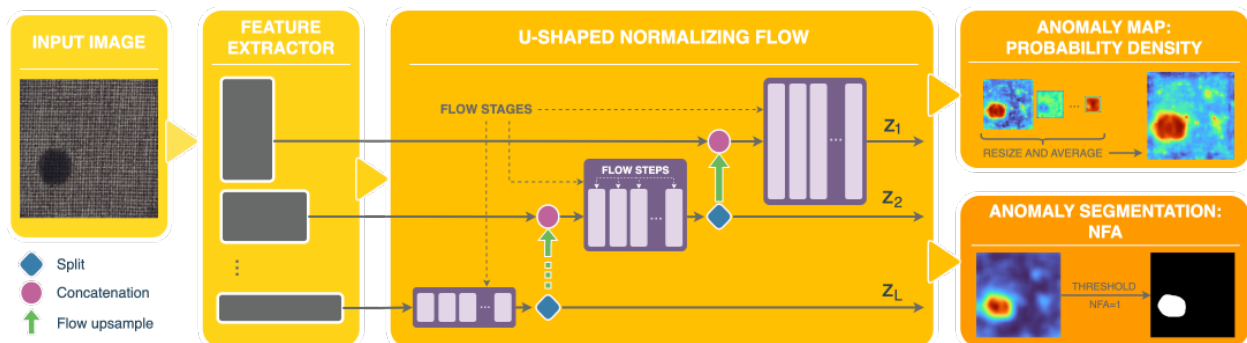 INPUT IMAGE
Split
Concatenation
Flow upsample
FEATURE
EXTRACTOR
U-SHAPED NORMALIZING FLOW
FLOW STAGES
FLOW STEPS
...
...
...
Z1
Z2
ZL
ANOMALY MAP:
PROBABILITY DENSITY
...
RESIZE AND AVERAGE
ANOMALY SEGMENTATION:
NFA
THRESHOLD
NFA=1